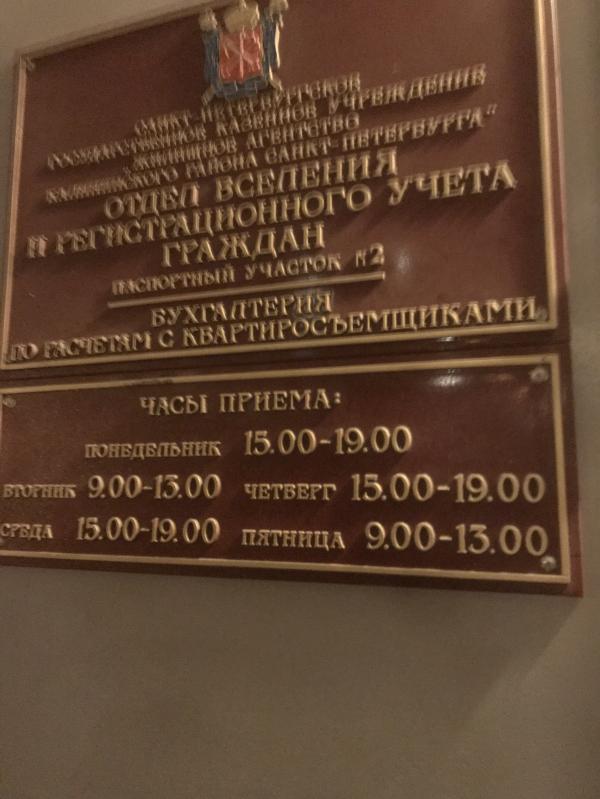 САНКТ-ПЕТЕРБУРГСКОЕ
ГОСУДАРСТВЕННОЕ КАЗЕННОЕ УЧРЕЖДЕНИЕ
"ЖИЛИЩНОЕ АГЕНТСТВО
КАЛИНИНСКОГО РАЙОНА САНКТ-ПЕТЕРБУРГА"
ОТДЕЛ ВСЕЛЕНИЯ
И РЕГИСТРАЦИОННОГО УЧЕТА
ГРАЖДАН
ПАСПОРТНЫЙ УЧАСТОК №2
БУХГАЛТЕРИЯ
ПО РАСЧЕТАМ С КВАРТИРОСЪЕМЩИКАМИ
ЧАСЫ ПРИЕМА:
ПОНЕДЕЛЬНИК 15.00-19.00
ВТОРНИК 9.00-13.00 ЧЕТВЕРГ 15.00-19.00
СРЕДА 15.00-19.00 ПЯТНИЦА 9.00-13.00